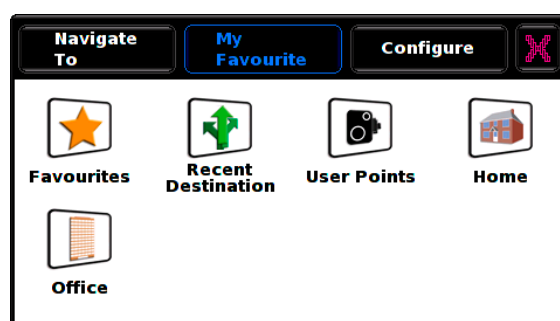 Navigate
To
My
Favourite
Configure
Favourites
Recent
Destination
User Points
Home
Office